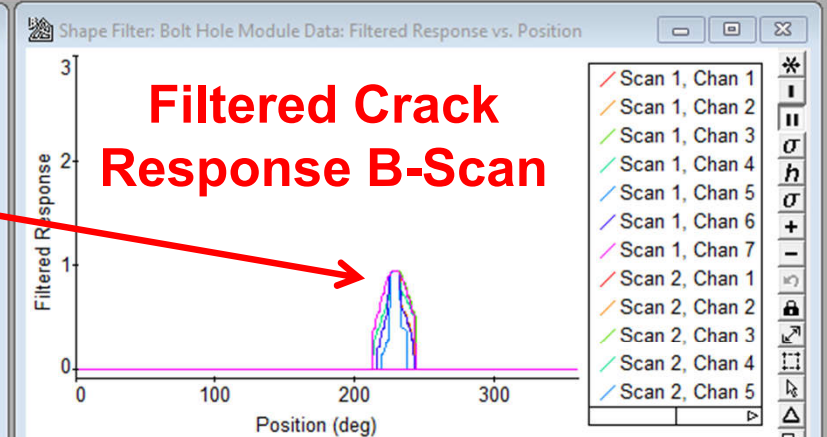 Shape Filter: Bolt Hole Module Data: Filtered Response vs. Position
Filtered Crack
Response B-Scan
Filtered Response
3
2
1
0
0 100 200 300
Position (deg)
Scan 1, Chan 1
Scan 1, Chan 2
Scan 1, Chan 3
Scan 1, Chan 4
Scan 1, Chan 5
Scan 1, Chan 6
Scan 1, Chan 7
Scan 2, Chan 1
Scan 2, Chan 2
Scan 2, Chan 3
Scan 2, Chan 4
Scan 2, Chan 5
σ
h
σ
+
−